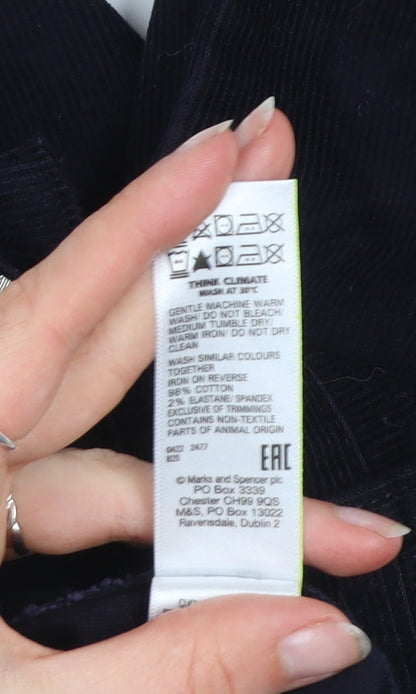 THINK CLIMATE
WASH AT 30°C
GENTLE MACHINE WARM
WASH/ DO NOT BLEACH/
MEDIUM TUMBLE DRY/
WARM IRON/ DO NOT DRY
CLEAN
WASH SIMILAR COLOURS
TOGETHER
IRON ON REVERSE
98% COTTON
2% ELASTANE/ SPANDEX
EXCLUSIVE OF TRIMMINGS
CONTAINS NON-TEXTILE
PARTS OF ANIMAL ORIGIN
0422 2477
825
EAC
© Marks and Spencer plc
PO Box 3339
Chester CH99 9QS
M&S, PO Box 13022
Ravensdale, Dublin 2